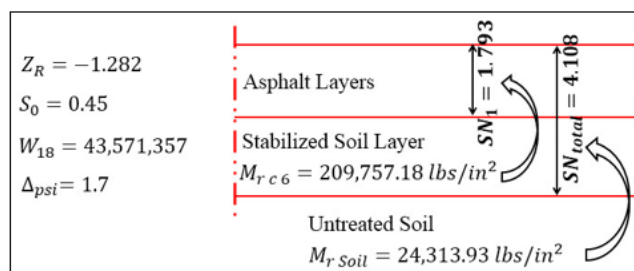 Z_R = −1.282
S_0 = 0.45
W_18 = 43,571,357
Δ_psi= 1.7
Asphalt Layers
Stabilized Soil Layer
M_r c 6 = 209,757.18 lbs/in²
Untreated Soil
M_r Soil = 24,313.93 lbs/in²
SN_1 = 1.793
SN_total = 4.108